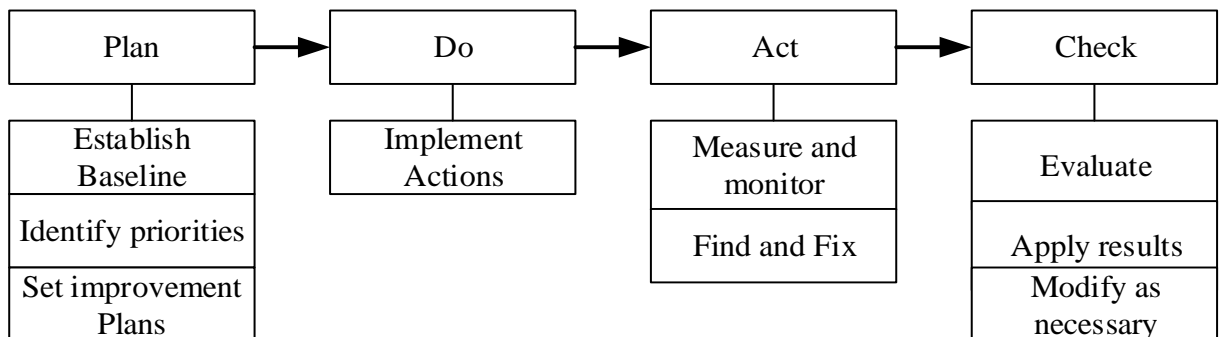 Plan
Do
Act
Check
Establish
Baseline
Identify priorities
Set improvement
Plans
Implement
Actions
Measure and
monitor
Find and Fix
Evaluate
Apply results
Modify as
necessary